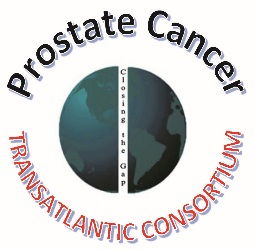 Prostate Cancer
Closing the Gap
TRANSATLANTIC CONSORTIUM